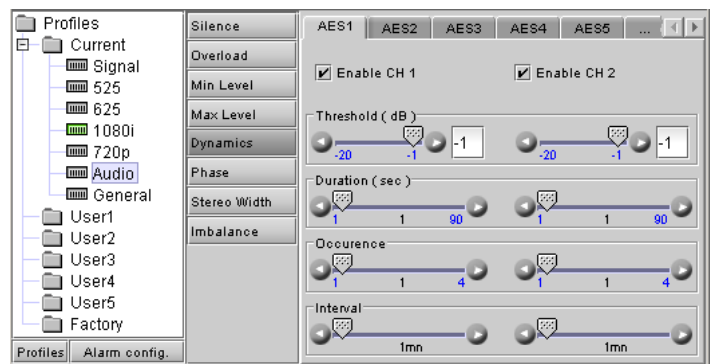 Profiles
Current
Signal
525
625
1080i
720p
Audio
General
User1
User2
User3
User4
User5
Factory
Profiles Alarm config.
Silence
Overload
Min Level
Max Level
Dynamics
Phase
Stereo Width
Imbalance
AES1 AES2 AES3 AES4 AES5 ...
Enable CH 1 Enable CH 2
Threshold ( dB )
-20 -1 -1 -20 -1 -1
Duration ( sec )
1 1 90 1 1 90
Occurence
1 1 4 1 1 4
Interval
1mn 1mn